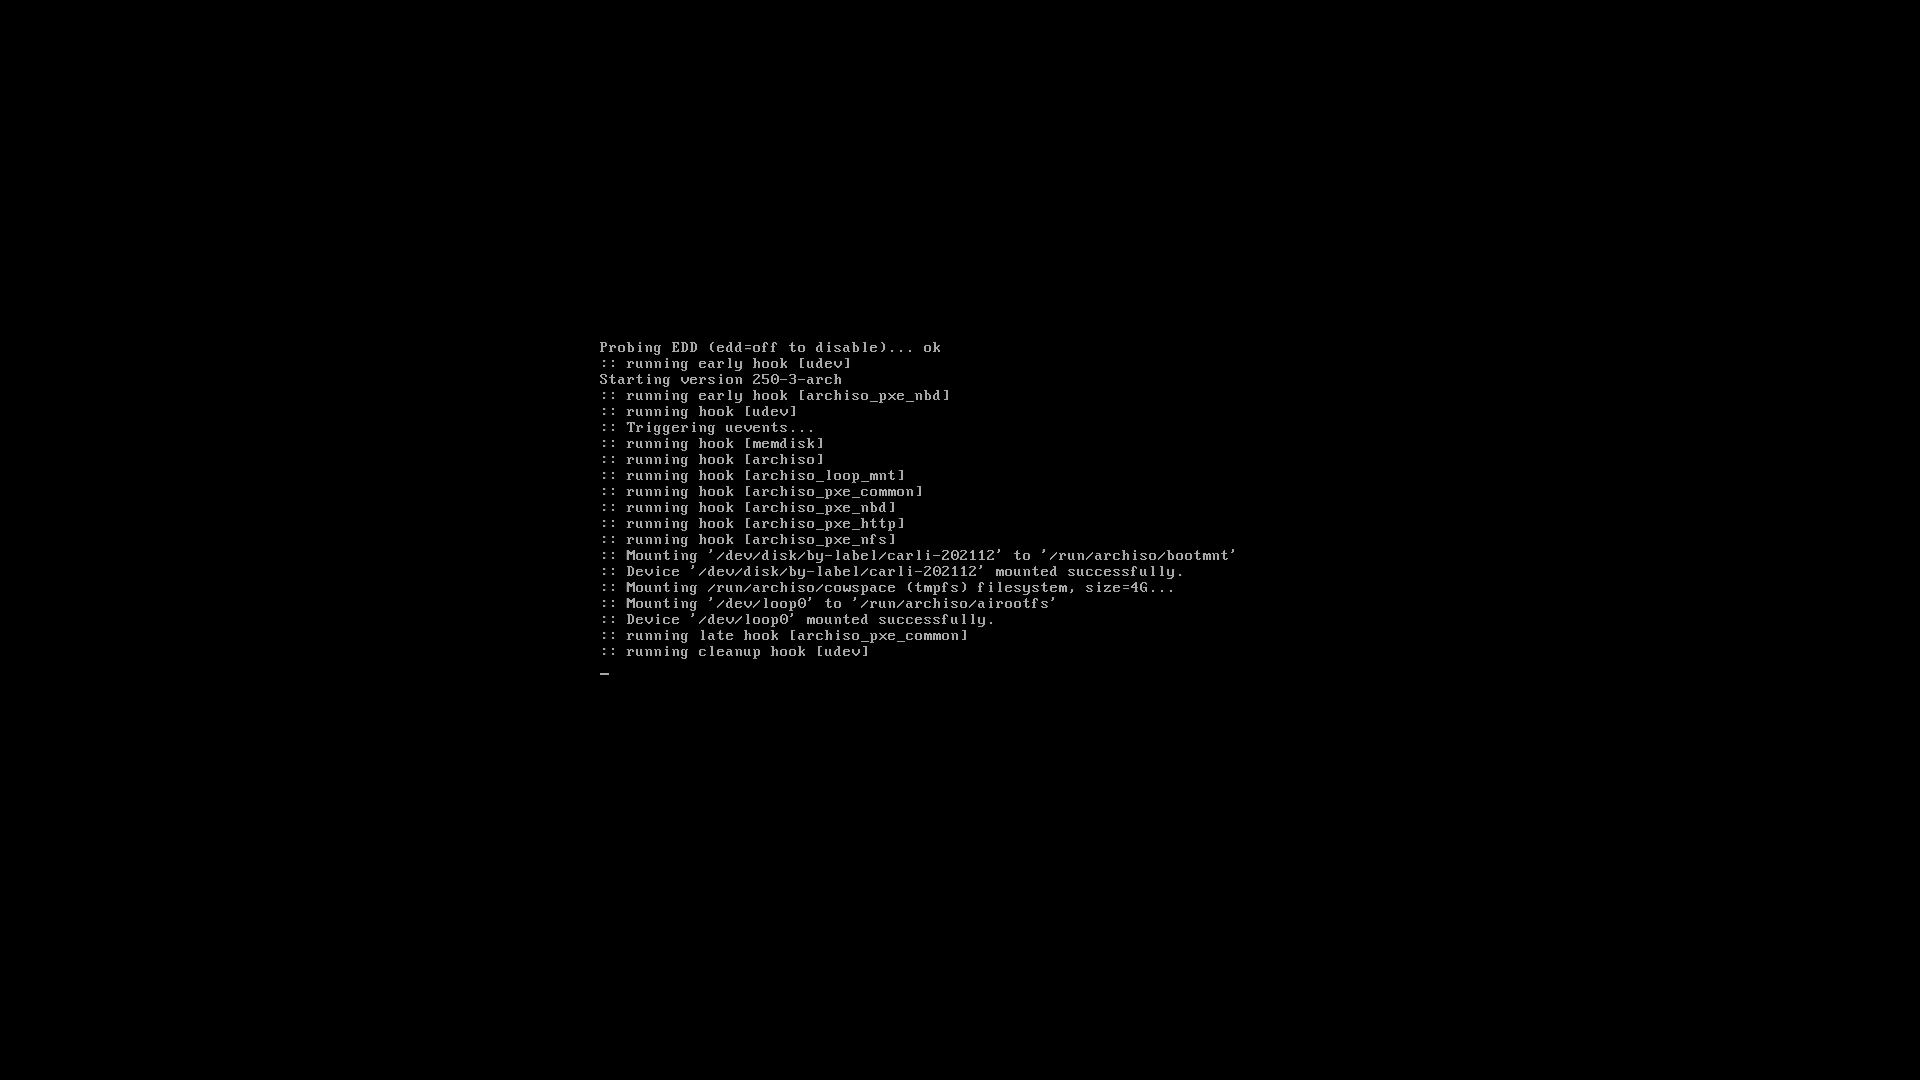 Probing EDD (edd=off to disable)... ok
:: running early hook [udev]
Starting version 250-3-arch
:: running early hook [archiso_pxe_nbd]
:: running hook [udev]
:: Triggering uevents...
:: running hook [memdisk]
:: running hook [archiso]
:: running hook [archiso_loop_mnt]
:: running hook [archiso_pxe_common]
:: running hook [archiso_pxe_nbd]
:: running hook [archiso_pxe_http]
:: running hook [archiso_pxe_nfs]
:: Mounting '/dev/disk/by-label/carli-202112' to '/run/archiso/bootmnt'
:: Device '/dev/disk/by-label/carli-202112' mounted successfully.
:: Mounting /run/archiso/cowspace (tmpfs) filesystem, size=4G...
:: Mounting '/dev/loop0' to '/run/archiso/airootfs'
:: Device '/dev/loop0' mounted successfully.
:: running late hook [archiso_pxe_common]
:: running cleanup hook [udev]
_